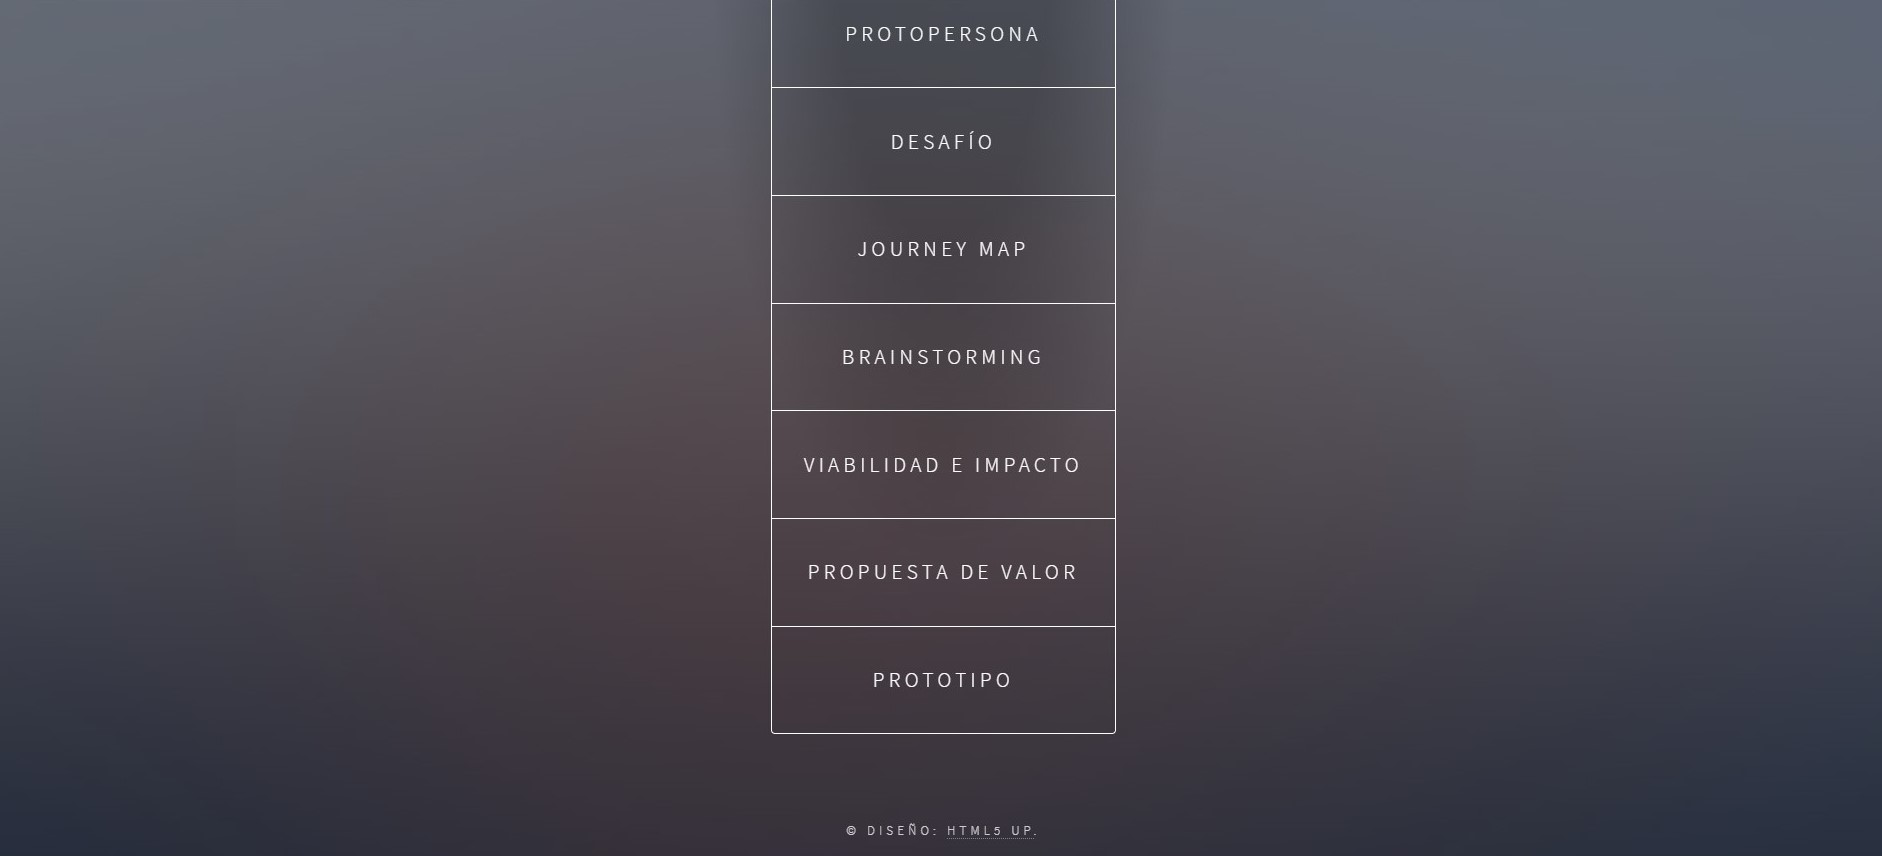 PROTOPERSONA
DESAFÍO
JOURNEY MAP
BRAINSTORMING
VIABILIDAD E IMPACTO
PROPUESTA DE VALOR
PROTOTIPO
© DISEÑO: HTML5 UP.